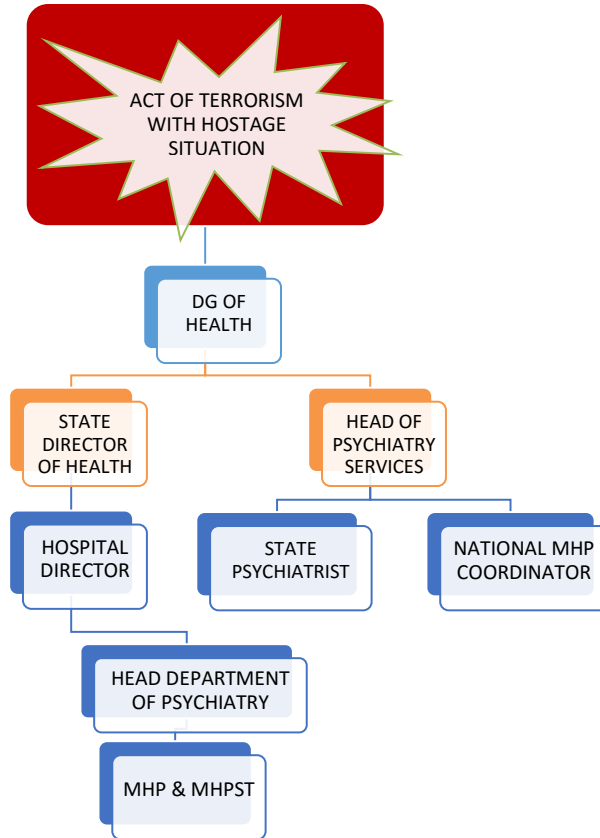 ACT OF TERRORISM
WITH HOSTAGE
SITUATION
DG OF
HEALTH
STATE
DIRECTOR
OF HEALTH
HEAD OF
PSYCHIATRY
SERVICES
HOSPITAL
DIRECTOR
STATE
PSYCHIATRIST
NATIONAL MHP
COORDINATOR
HEAD DEPARTMENT
OF PSYCHIATRY
MHP & MHPST